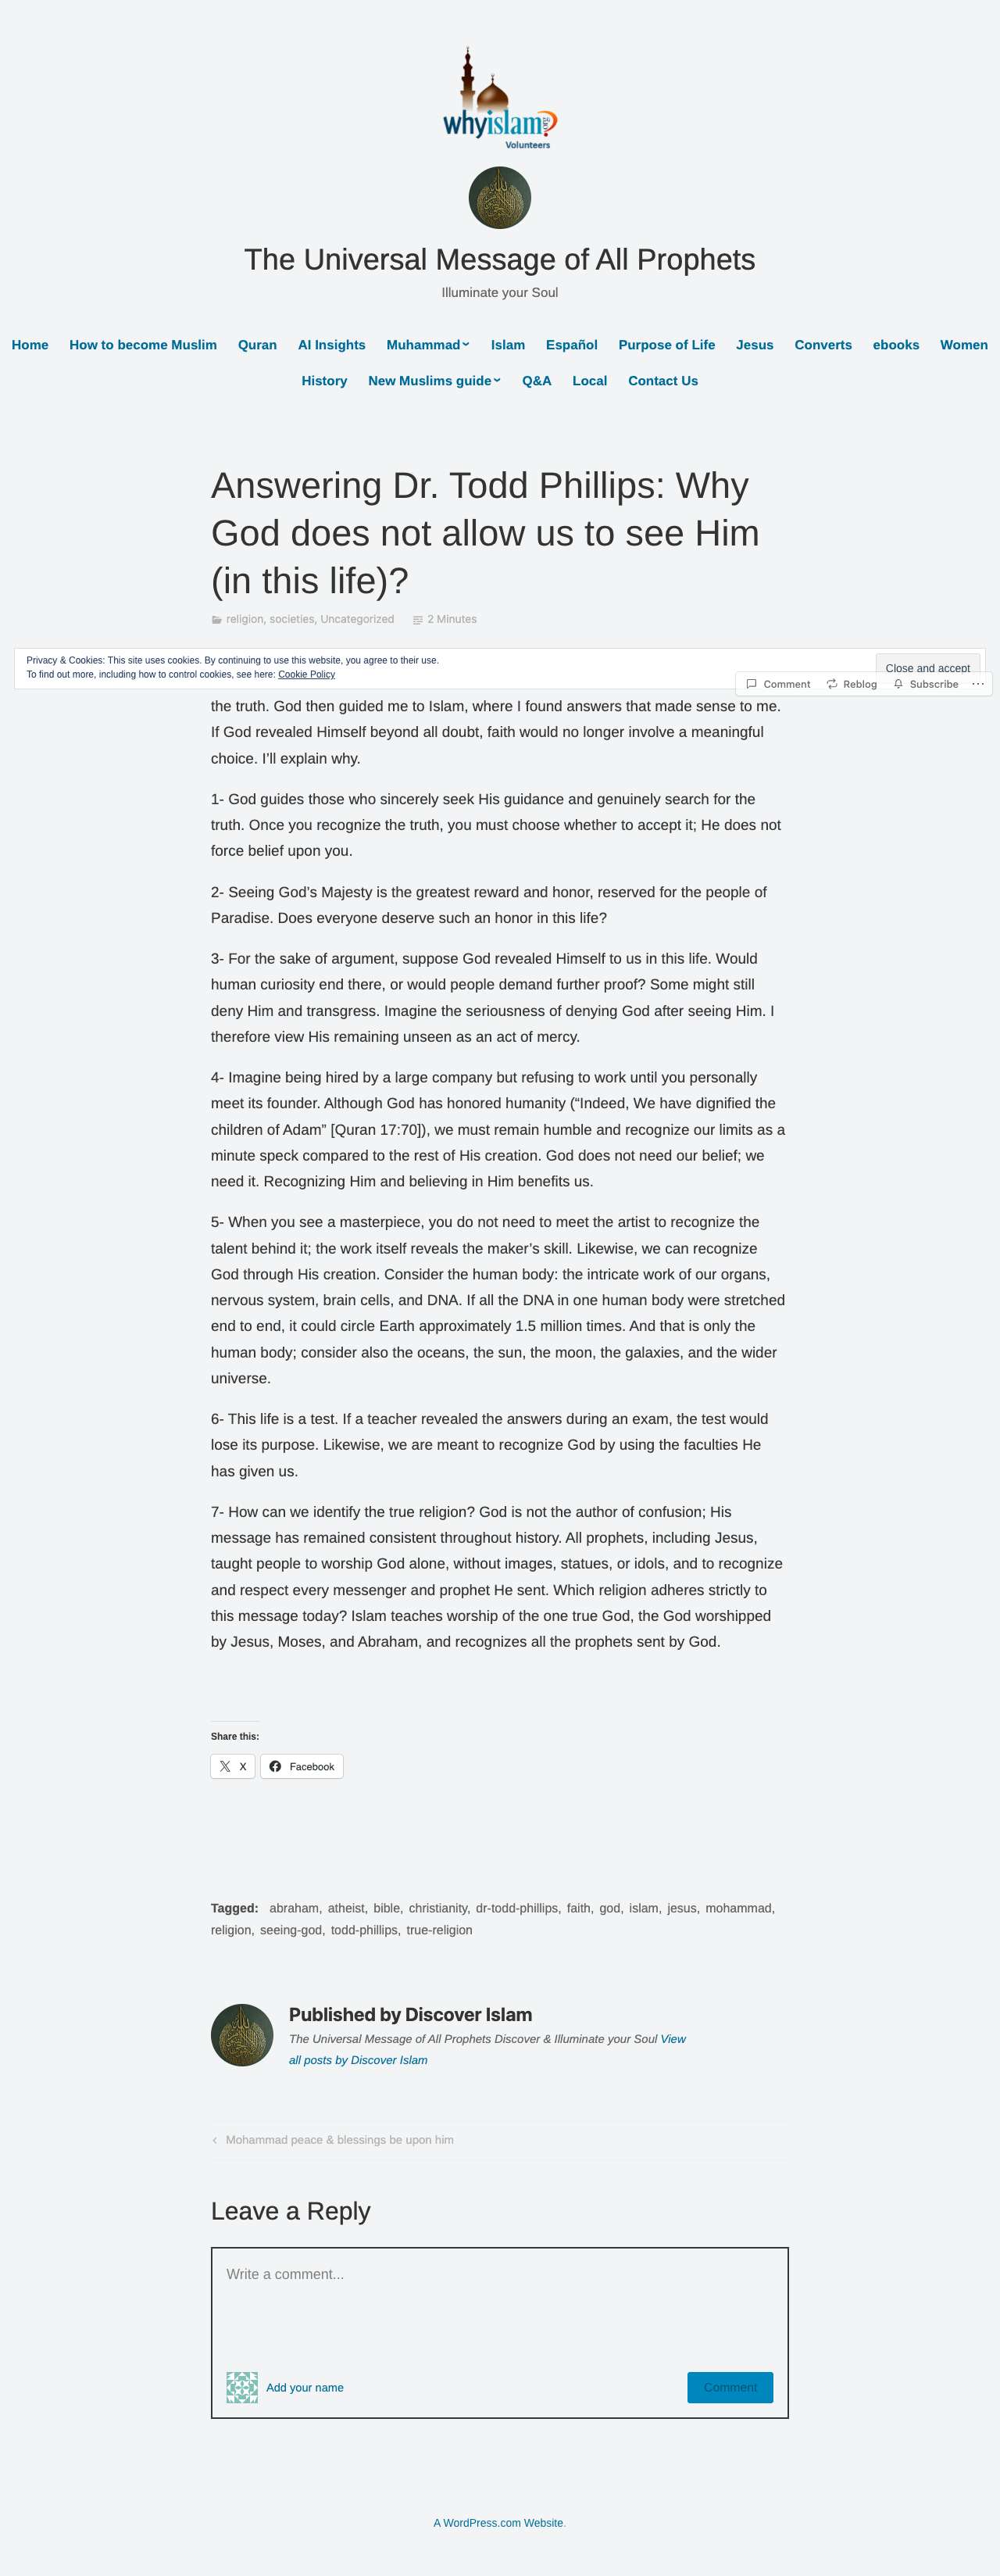 whyislam?
Volunteers
The Universal Message of All Prophets
Illuminate your Soul
Home How to become Muslim Quran AI Insights Muhammad Islam Español Purpose of Life Jesus Converts ebooks Women
History New Muslims guide Q&A Local Contact Us
Answering Dr. Todd Phillips: Why
God does not allow us to see Him
(in this life)?
religion, societies, Uncategorized 2 Minutes
Privacy & Cookies: This site uses cookies. By continuing to use this website, you agree to their use.
To find out more, including how to control cookies, see here: Cookie Policy
Close and accept
Comment Reblog Subscribe ···
the truth. God then guided me to Islam, where I found answers that made sense to me.
If God revealed Himself beyond all doubt, faith would no longer involve a meaningful
choice. I’ll explain why.
1- God guides those who sincerely seek His guidance and genuinely search for the
truth. Once you recognize the truth, you must choose whether to accept it; He does not
force belief upon you.
2- Seeing God’s Majesty is the greatest reward and honor, reserved for the people of
Paradise. Does everyone deserve such an honor in this life?
3- For the sake of argument, suppose God revealed Himself to us in this life. Would
human curiosity end there, or would people demand further proof? Some might still
deny Him and transgress. Imagine the seriousness of denying God after seeing Him. I
therefore view His remaining unseen as an act of mercy.
4- Imagine being hired by a large company but refusing to work until you personally
meet its founder. Although God has honored humanity (“Indeed, We have dignified the
children of Adam” [Quran 17:70]), we must remain humble and recognize our limits as a
minute speck compared to the rest of His creation. God does not need our belief; we
need it. Recognizing Him and believing in Him benefits us.
5- When you see a masterpiece, you do not need to meet the artist to recognize the
talent behind it; the work itself reveals the maker’s skill. Likewise, we can recognize
God through His creation. Consider the human body: the intricate work of our organs,
nervous system, brain cells, and DNA. If all the DNA in one human body were stretched
end to end, it could circle Earth approximately 1.5 million times. And that is only the
human body; consider also the oceans, the sun, the moon, the galaxies, and the wider
universe.
6- This life is a test. If a teacher revealed the answers during an exam, the test would
lose its purpose. Likewise, we are meant to recognize God by using the faculties He
has given us.
7- How can we identify the true religion? God is not the author of confusion; His
message has remained consistent throughout history. All prophets, including Jesus,
taught people to worship God alone, without images, statues, or idols, and to recognize
and respect every messenger and prophet He sent. Which religion adheres strictly to
this message today? Islam teaches worship of the one true God, the God worshipped
by Jesus, Moses, and Abraham, and recognizes all the prophets sent by God.
Share this:
X Facebook
Tagged: abraham, atheist, bible, christianity, dr-todd-phillips, faith, god, islam, jesus, mohammad,
religion, seeing-god, todd-phillips, true-religion
Published by Discover Islam
The Universal Message of All Prophets Discover & Illuminate your Soul View
all posts by Discover Islam
Mohammad peace & blessings be upon him
Leave a Reply
Write a comment...
Add your name
Comment
A WordPress.com Website.